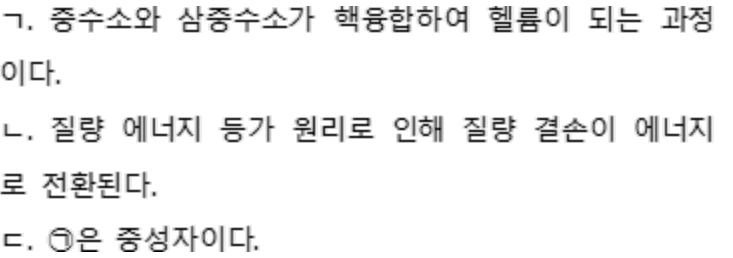 ㄱ. 중수소와 삼중수소가 핵융합하여 헬륨이 되는 과정
이다.
ㄴ. 질량 에너지 등가 원리로 인해 질량 결손이 에너지
로 전환된다.
ㄷ. ㉠은 중성자이다.